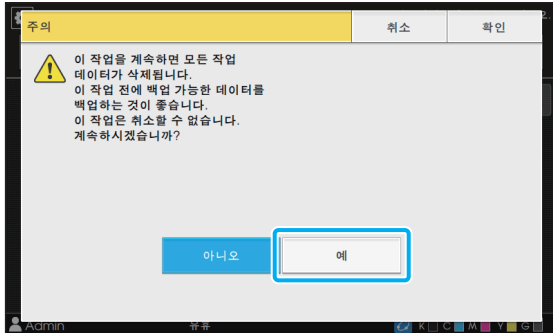 주의 취소 확인
이 작업을 계속하면 모든 작업
데이터가 삭제됩니다.
이 작업 전에 백업 가능한 데이터를
백업하는 것이 좋습니다.
이 작업은 취소할 수 없습니다.
계속하시겠습니까?
아니오 예
Admin 유휴 K C M Y G